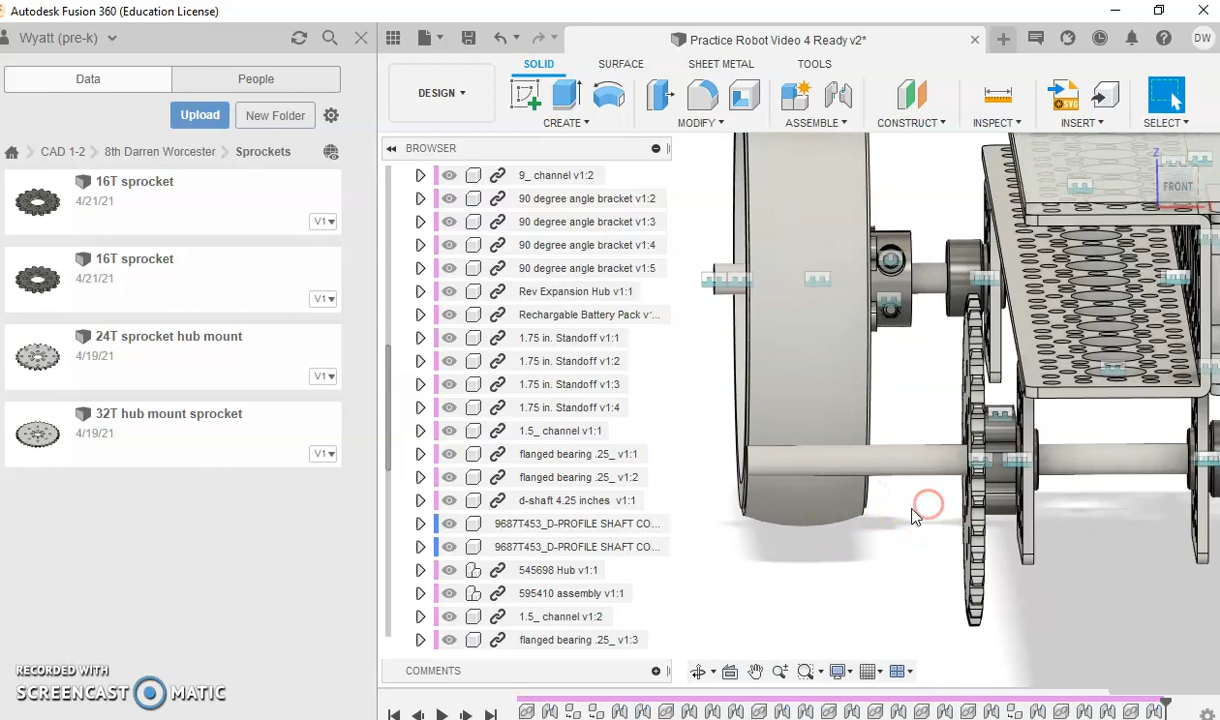 Autodesk Fusion 360 (Education License)
Wyatt (pre-k)
Practice Robot Video 4 Ready v2*
DW
Data
People
Upload
New Folder
CAD 1-2 > 8th Darren Worcester > Sprockets
16T sprocket
4/21/21
V1
16T sprocket
4/21/21
V1
24T sprocket hub mount
4/19/21
V1
32T hub mount sprocket
4/19/21
V1
DESIGN
SOLID
SURFACE
SHEET METAL
TOOLS
CREATE
MODIFY
ASSEMBLE
CONSTRUCT
INSPECT
INSERT
SELECT
SVG
BROWSER
9_ channel v1:2
90 degree angle bracket v1:2
90 degree angle bracket v1:3
90 degree angle bracket v1:4
90 degree angle bracket v1:5
Rev Expansion Hub v1:1
Rechargable Battery Pack v'...
1.75 in. Standoff v1:1
1.75 in. Standoff v1:2
1.75 in. Standoff v1:3
1.75 in. Standoff v1:4
1.5_ channel v1:1
flanged bearing .25_ v1:1
flanged bearing .25_ v1:2
d-shaft 4.25 inches v1:1
9687T453_D-PROFILE SHAFT CO...
9687T453_D-PROFILE SHAFT CO...
545698 Hub v1:1
595410 assembly v1:1
1.5_ channel v1:2
flanged bearing .25_ v1:3
COMMENTS
Z
FRONT
RECORDED WITH
SCREENCAST MATIC